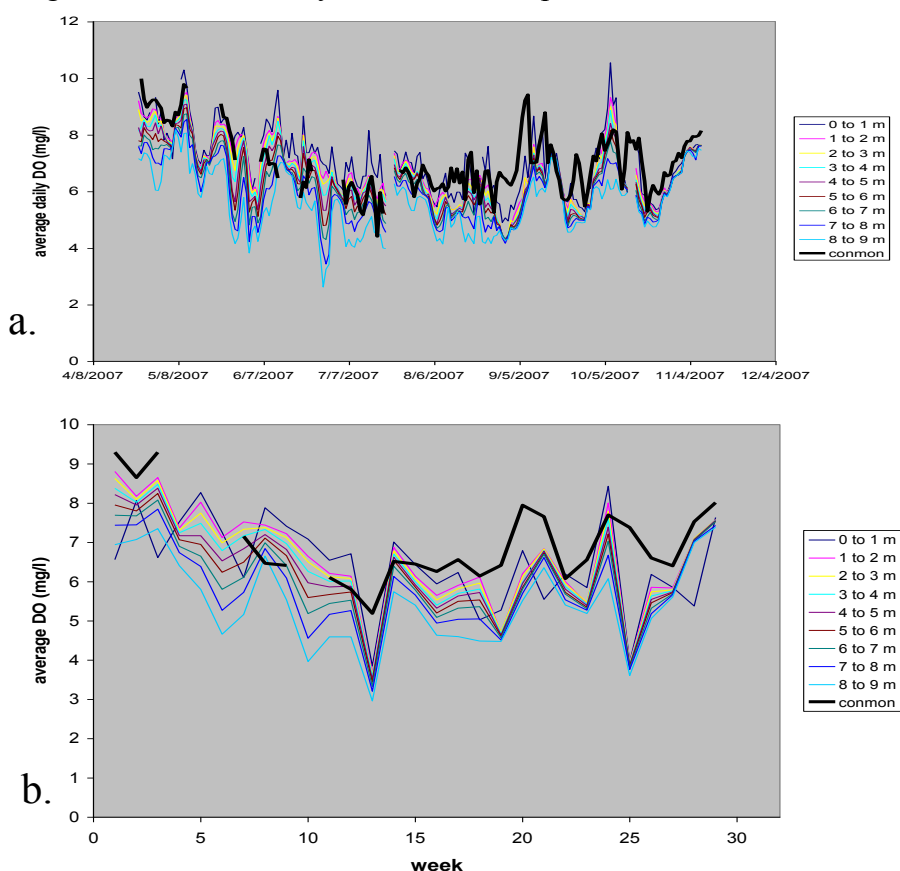 a.
average daily DO (mg/l)
12
10
8
6
4
2
0
4/8/2007 5/8/2007 6/7/2007 7/7/2007 8/6/2007 9/5/2007 10/5/2007 11/4/2007 12/4/2007
0 to 1 m
1 to 2 m
2 to 3 m
3 to 4 m
4 to 5 m
5 to 6 m
6 to 7 m
7 to 8 m
8 to 9 m
conmon
b.
average DO (mg/l)
10
9
8
7
6
5
4
3
2
1
0
0 5 10 15 20 25 30
week
0 to 1 m
1 to 2 m
2 to 3 m
3 to 4 m
4 to 5 m
5 to 6 m
6 to 7 m
7 to 8 m
8 to 9 m
conmon